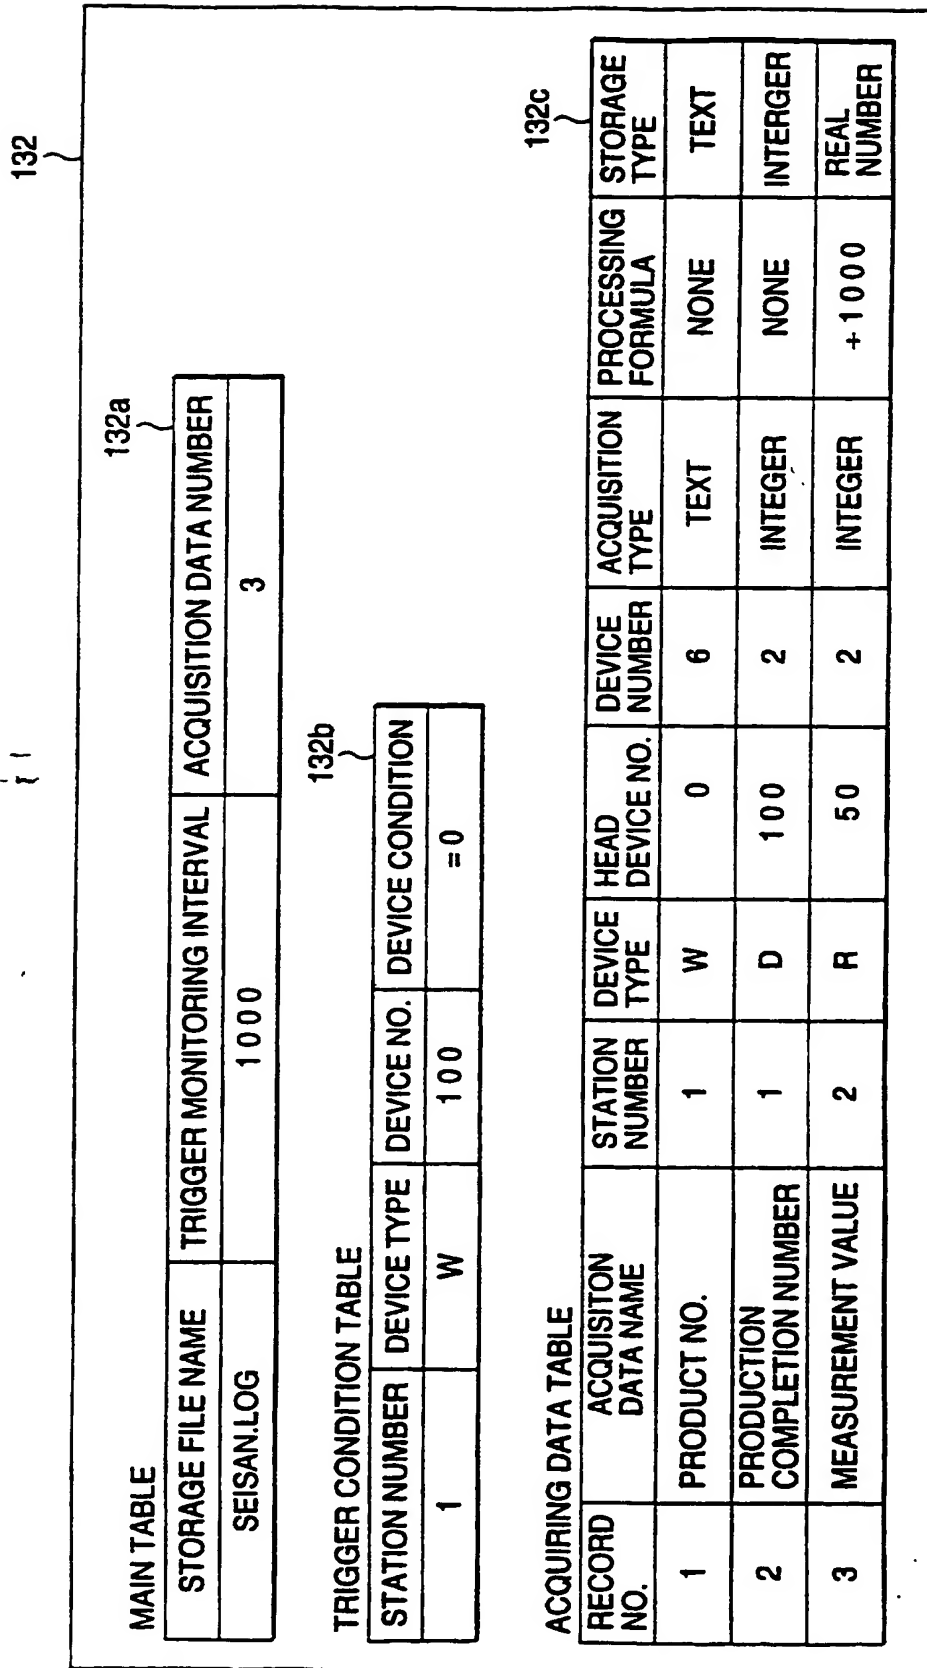 132
MAIN TABLE
132a
STORAGE FILE NAME TRIGGER MONITORING INTERVAL ACQUISITION DATA NUMBER
SEISAN.LOG 1000 3
TRIGGER CONDITION TABLE
132b
STATION NUMBER DEVICE TYPE DEVICE NO. DEVICE CONDITION
1 W 100 =0
ACQUIRING DATA TABLE
132c
RECORD NO. ACQUISITON DATA NAME STATION NUMBER DEVICE TYPE HEAD DEVICE NO. DEVICE NUMBER ACQUISITION TYPE PROCESSING FORMULA STORAGE TYPE
1 PRODUCT NO. 1 W 0 6 TEXT NONE TEXT
2 PRODUCTION COMPLETION NUMBER 1 D 100 2 INTEGER NONE INTERGER
3 MEASUREMENT VALUE 2 R 50 2 INTEGER +1000 REAL NUMBER